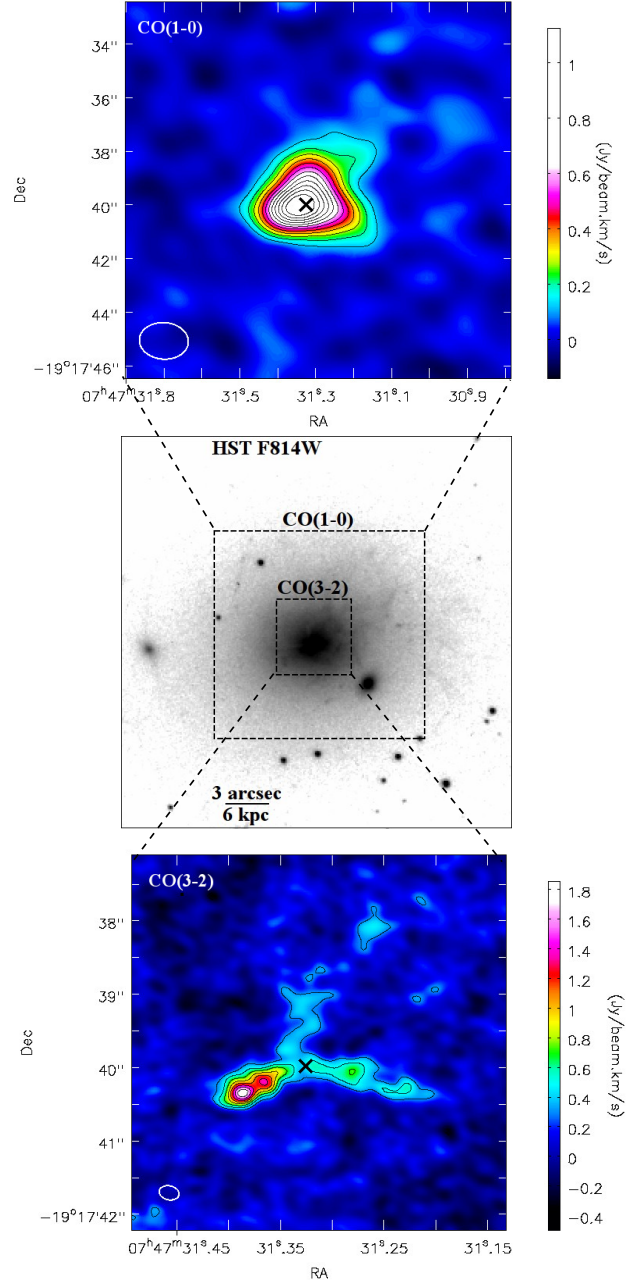 CO(1-0)
34"
36"
38"
40"
42"
44"
−19°17'46"
Dec
07ʰ47ᵐ31ˢ.8
31ˢ.5
31ˢ.3
31ˢ.1
30ˢ.9
RA
1
0.8
0.6
0.4
0.2
0
(Jy/beam.km/s)
HST F814W
CO(1-0)
CO(3-2)
3 arcsec
6 kpc
CO(3-2)
38"
39"
40"
41"
−19°17'42"
Dec
07ʰ47ᵐ31ˢ.45
31ˢ.35
31ˢ.25
31ˢ.15
RA
1.8
1.6
1.4
1.2
1
0.8
0.6
0.4
0.2
0
−0.2
−0.4
(Jy/beam.km/s)